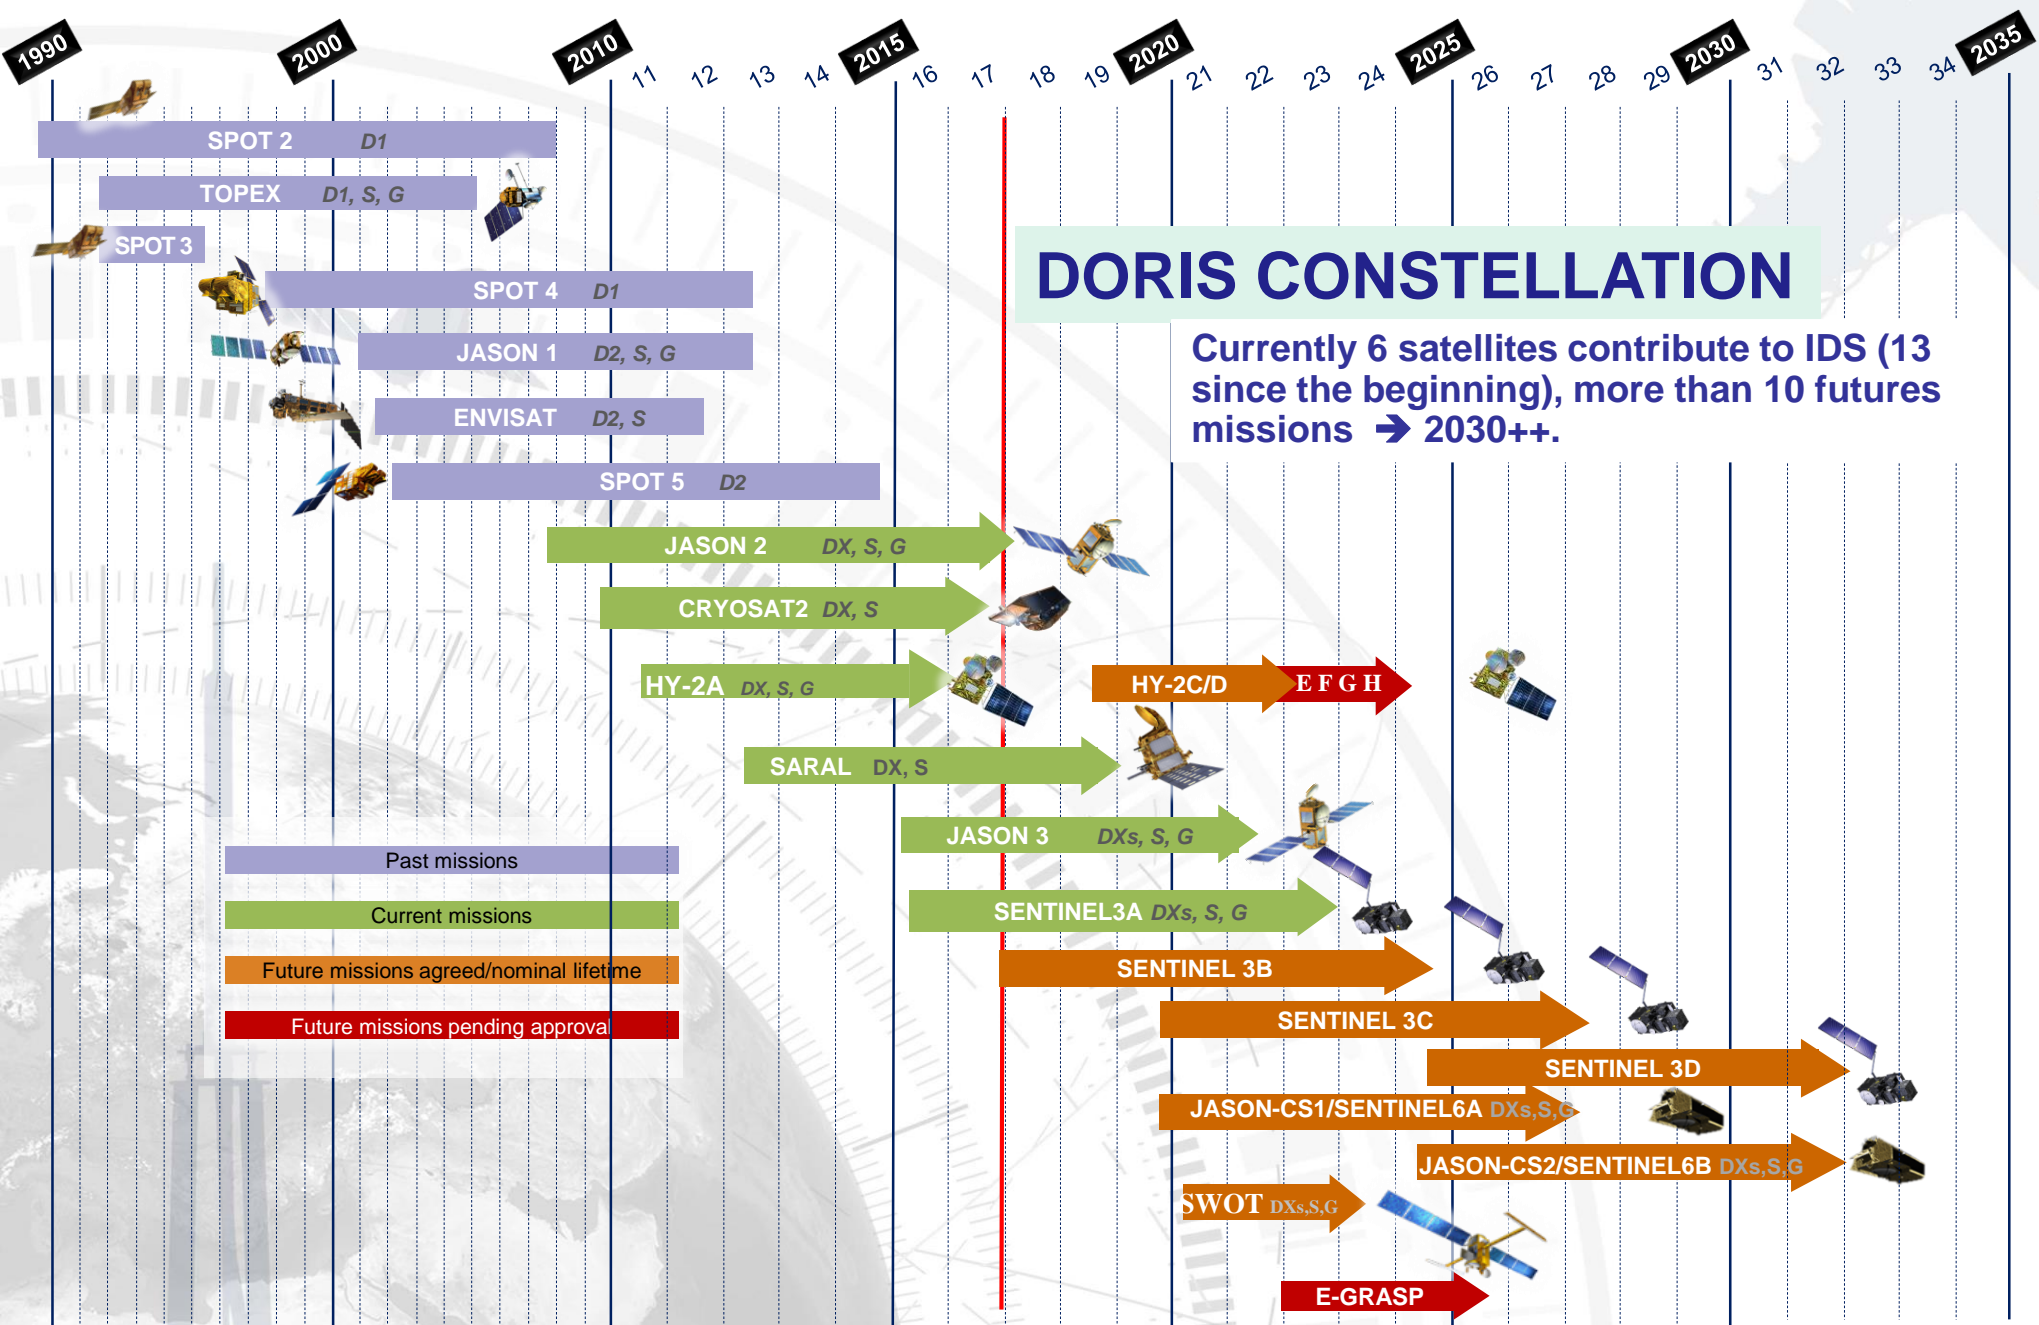 1990
2000
2010
11
12
13
14
2015
16
17
18
19
2020
21
22
23
24
2025
26
27
28
29
2030
31
32
33
34
2035
SPOT 2 D1
TOPEX D1, S, G
SPOT 3
DORIS CONSTELLATION
SPOT 4 D1
JASON 1 D2, S, G
Currently 6 satellites contribute to IDS (13
since the beginning), more than 10 futures
missions ➔ 2030++.
ENVISAT D2, S
SPOT 5 D2
JASON 2 DX, S, G
CRYOSAT2 DX, S
HY-2A DX, S, G
HY-2C/D
E F G H
SARAL DX, S
JASON 3 DXs, S, G
Past missions
Current missions
Future missions agreed/nominal lifetime
Future missions pending approval
SENTINEL3A DXs, S, G
SENTINEL 3B
SENTINEL 3C
SENTINEL 3D
JASON-CS1/SENTINEL6A DXs,S,G
JASON-CS2/SENTINEL6B DXs,S,G
SWOT DXs,S,G
E-GRASP